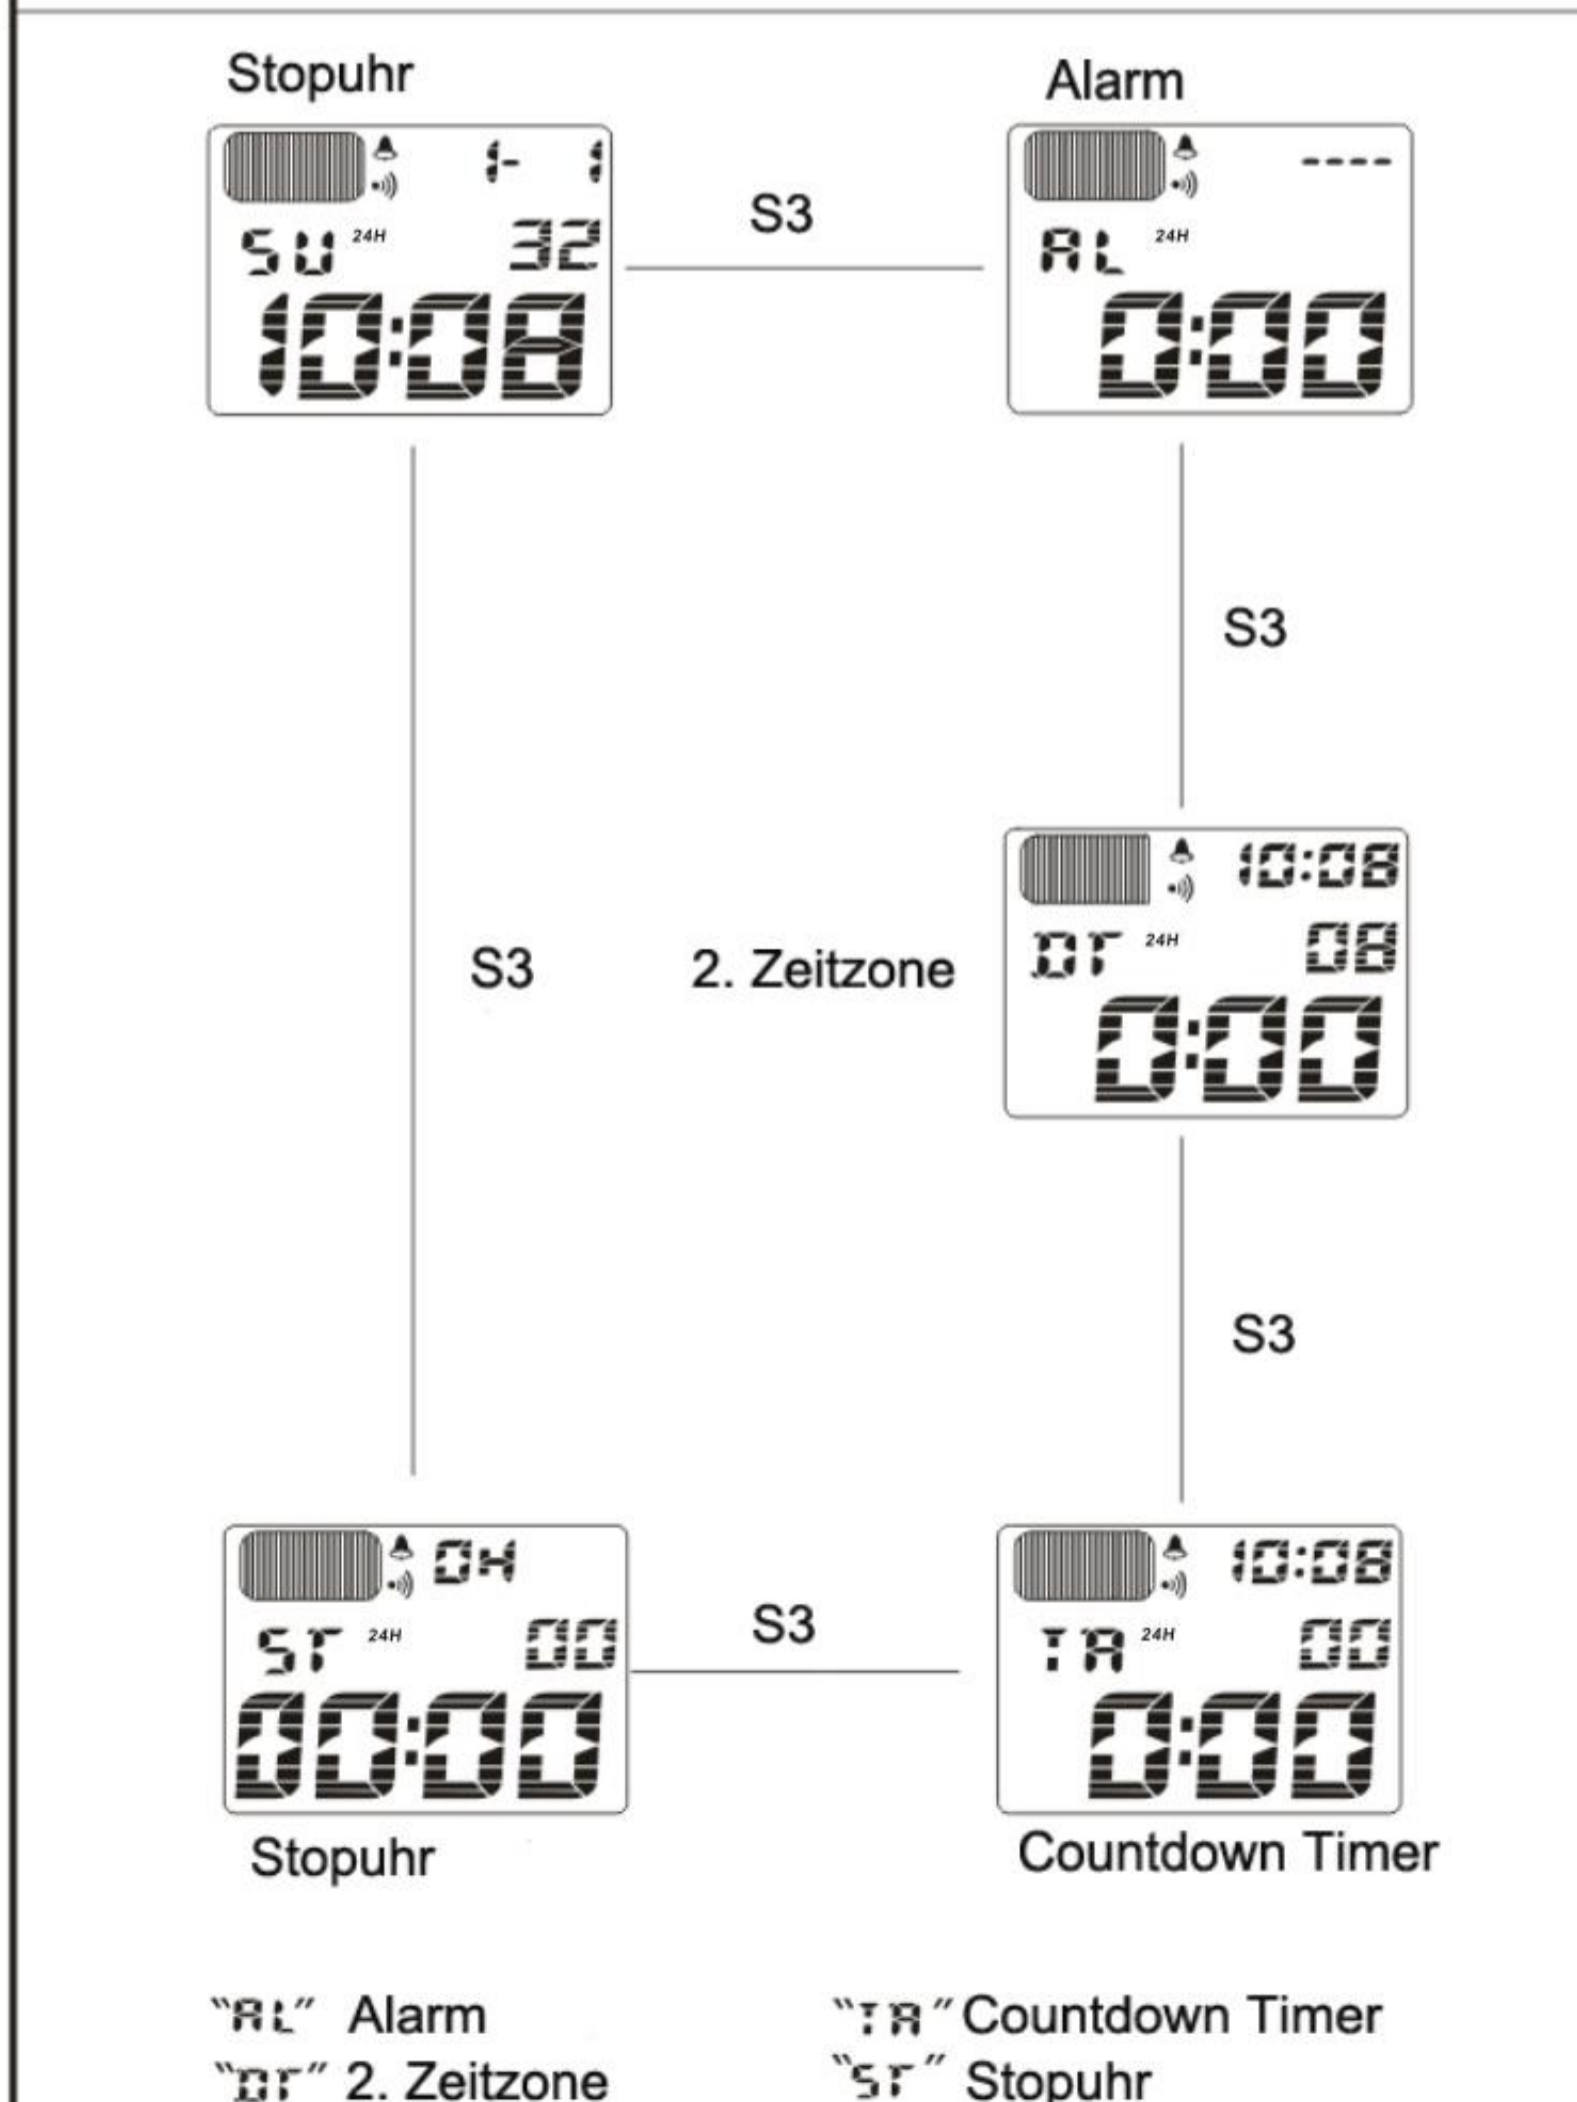 Stopuhr
Alarm
1- 1
SU 24H 32
10:08
S3
----
AL 24H
0:00
S3
S3
2. Zeitzone
10:08
DT 24H 08
0:00
S3
0H
ST 24H 00
00:00
S3
10:08
TA 24H 00
0:00
Stopuhr
Countdown Timer
"AL" Alarm
"TA" Countdown Timer
"DT" 2. Zeitzone
"ST" Stopuhr